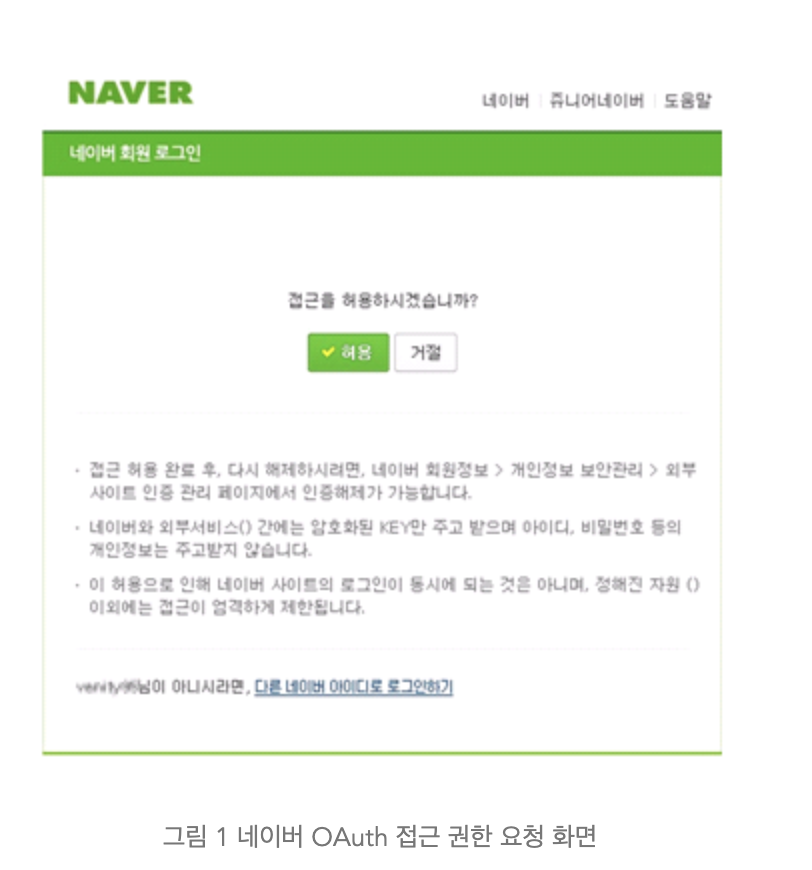 NAVER
네이버 | 쥬니어네이버 | 도움말
네이버 회원 로그인
접근을 허용하시겠습니까?
허용 거절
· 접근 허용 완료 후, 다시 해제하시려면, 네이버 회원정보 > 개인정보 보안관리 > 외부
사이트 인증 관리 페이지에서 인증해제가 가능합니다.
· 네이버와 외부서비스() 간에는 암호화된 KEY만 주고 받으며 아이디, 비밀번호 등의
개인정보는 주고받지 않습니다.
· 이 허용으로 인해 네이버 사이트의 로그인이 동시에 되는 것은 아니며, 정해진 자원 ()
이외에는 접근이 엄격하게 제한됩니다.
님이 아니시라면, 다른 네이버 아이디로 로그인하기
그림 1 네이버 OAuth 접근 권한 요청 화면